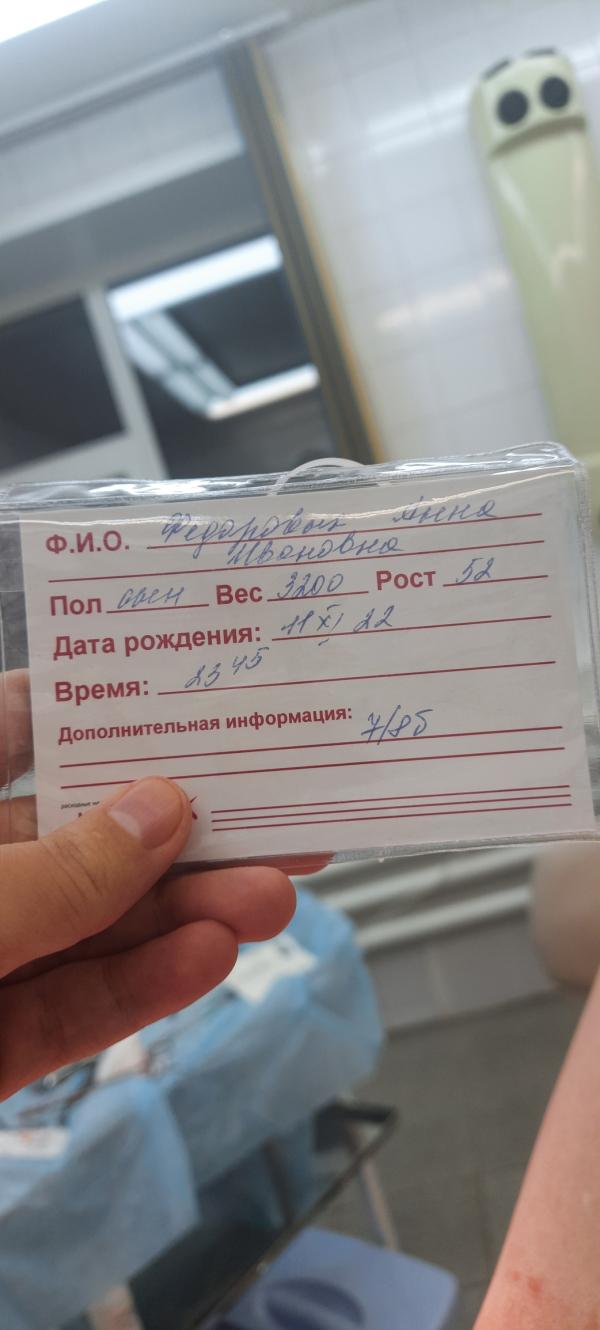 Ф.И.О. Федоровых Анна
Ивановна
Пол жен Вес 3200 Рост 52
Дата рождения: 11 XI 22
Время: 23 45
Дополнительная информация:
7/8б